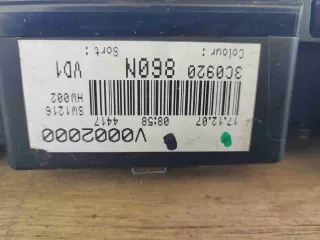 17.12.07 08:58 4417
V0002000
HW002 SW1216
Colour: 3C0920 860N
Sort: VD1